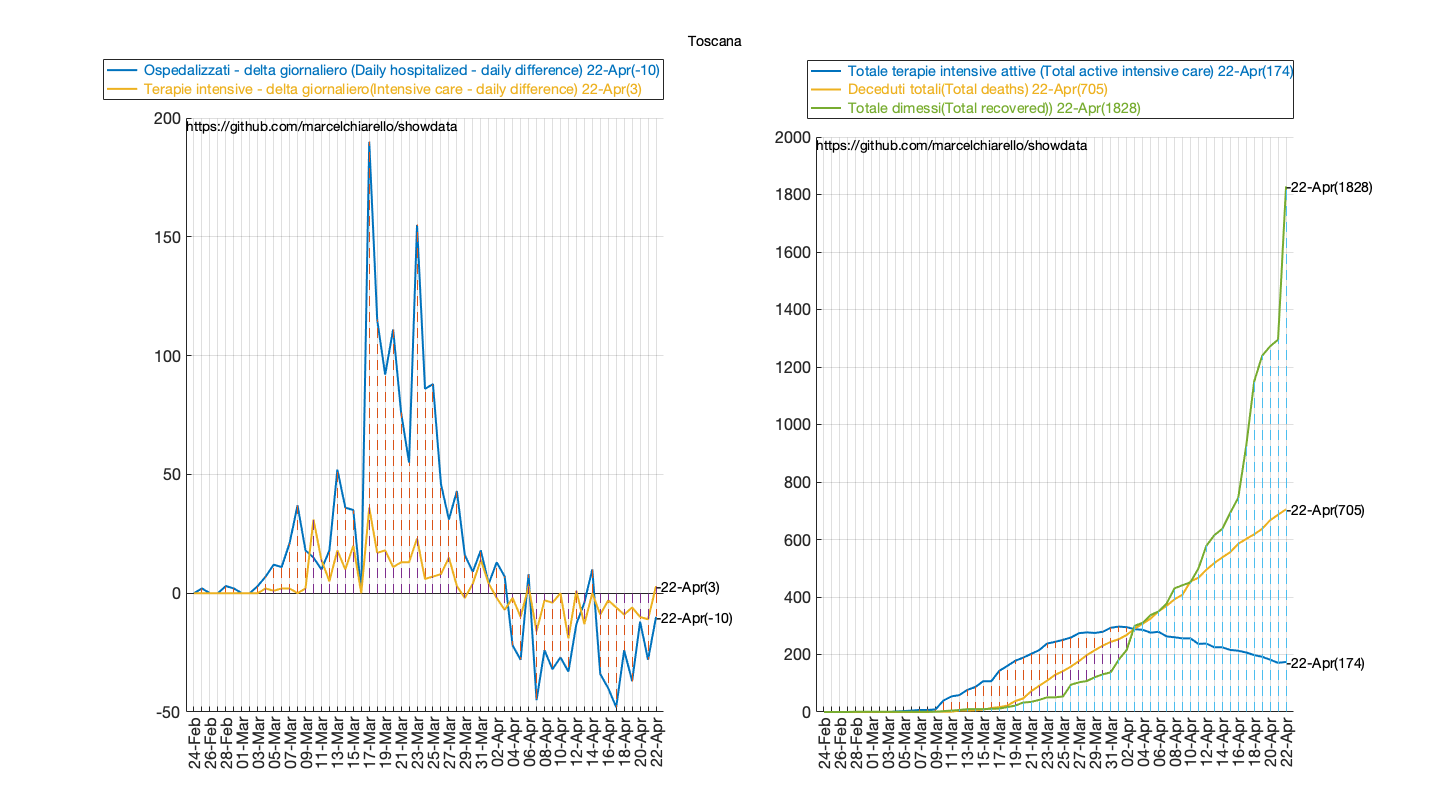 Toscana
Ospedalizzati - delta giornaliero (Daily hospitalized - daily difference) 22-Apr(-10)
Terapie intensive - delta giornaliero(Intensive care - daily difference) 22-Apr(3)
200
https://github.com/marcelchiarello/showdata
150
100
50
0
-50
-22-Apr(3)
-22-Apr(-10)
24-Feb
26-Feb
28-Feb
01-Mar
03-Mar
05-Mar
07-Mar
09-Mar
11-Mar
13-Mar
15-Mar
17-Mar
19-Mar
21-Mar
23-Mar
25-Mar
27-Mar
29-Mar
31-Mar
02-Apr
04-Apr
06-Apr
08-Apr
10-Apr
12-Apr
14-Apr
16-Apr
18-Apr
20-Apr
22-Apr
Totale terapie intensive attive (Total active intensive care) 22-Apr(174)
Deceduti totali(Total deaths) 22-Apr(705)
Totale dimessi(Total recovered)) 22-Apr(1828)
2000
https://github.com/marcelchiarello/showdata
1800
1600
1400
1200
1000
800
600
400
200
0
-22-Apr(1828)
-22-Apr(705)
-22-Apr(174)
24-Feb
26-Feb
28-Feb
01-Mar
03-Mar
05-Mar
07-Mar
09-Mar
11-Mar
13-Mar
15-Mar
17-Mar
19-Mar
21-Mar
23-Mar
25-Mar
27-Mar
29-Mar
31-Mar
02-Apr
04-Apr
06-Apr
08-Apr
10-Apr
12-Apr
14-Apr
16-Apr
18-Apr
20-Apr
22-Apr